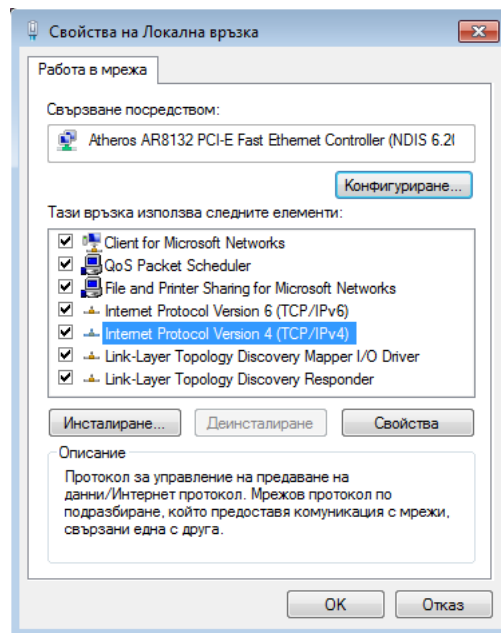 Свойства на Локална връзка
Работа в мрежа
Свързване посредством:
Atheros AR8132 PCI-E Fast Ethernet Controller (NDIS 6.20
Конфигуриране...
Тази връзка използва следните елементи:
Client for Microsoft Networks
QoS Packet Scheduler
File and Printer Sharing for Microsoft Networks
Internet Protocol Version 6 (TCP/IPv6)
Internet Protocol Version 4 (TCP/IPv4)
Link-Layer Topology Discovery Mapper I/O Driver
Link-Layer Topology Discovery Responder
Инсталиране... Деинсталиране Свойства
Описание
Протокол за управление на предаване на
данни/Интернет протокол. Мрежов протокол по
подразбиране, който предоставя комуникация с мрежи,
свързани една с друга.
OK Отказ